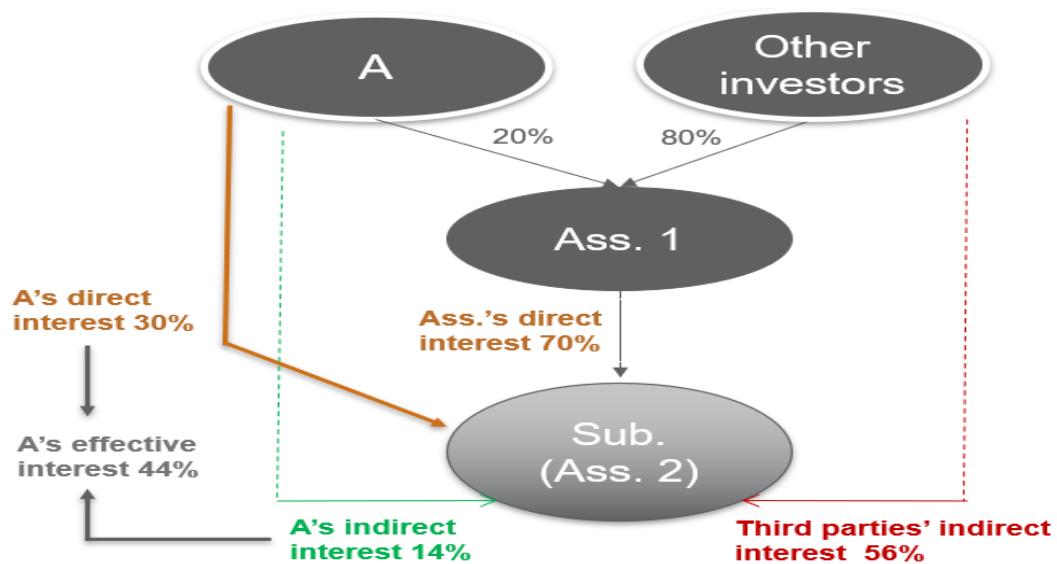 A
Other
investors
20%
80%
Ass. 1
A's direct
interest 30%
Ass.'s direct
interest 70%
A's effective
interest 44%
Sub.
(Ass. 2)
A's indirect
interest 14%
Third parties' indirect
interest 56%